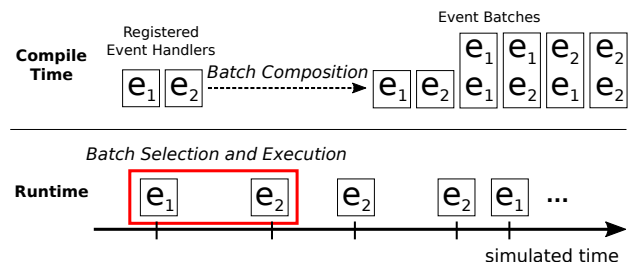 Event Batches
Registered
Event Handlers
Compile
Time
Batch Composition
e₁ e₂
e₁ e₁ e₂ e₂
e₁ e₂ e₁ e₂ e₁ e₂
Batch Selection and Execution
Runtime
e₁ e₂ e₂ e₂ e₁ ...
simulated time